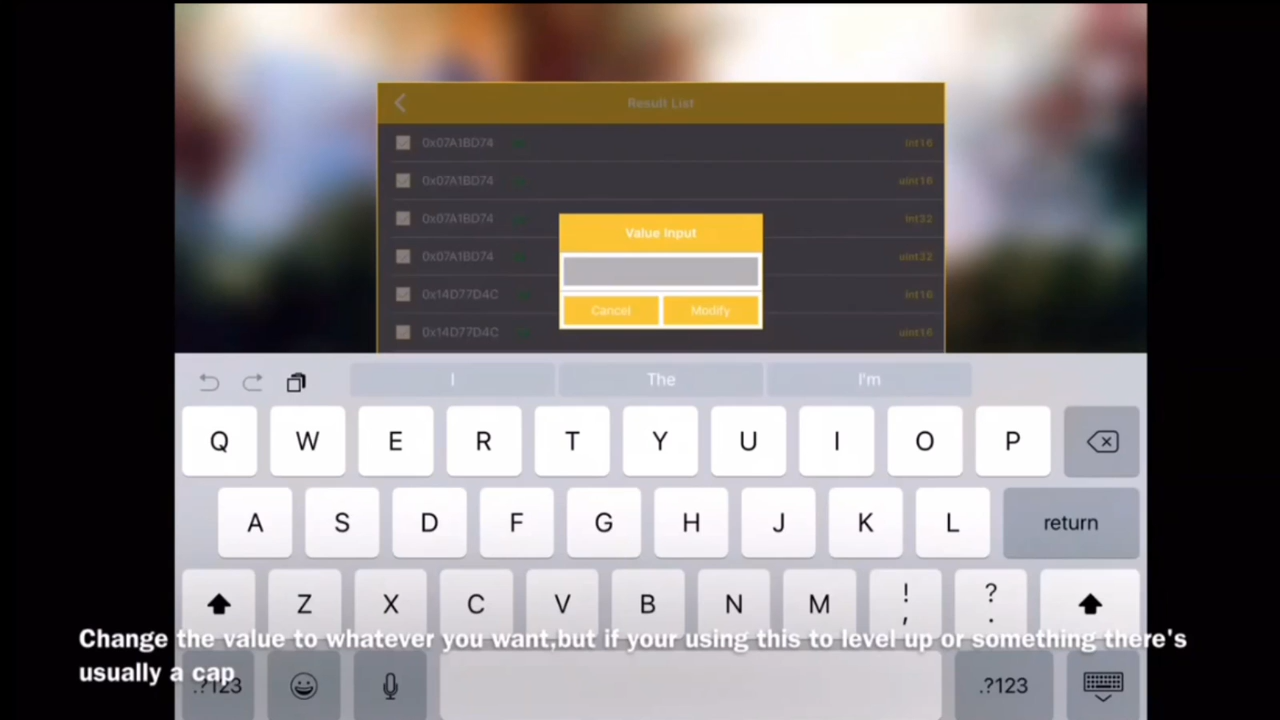 Result List
0x07A1BD74 int16
0x07A1BD74 uint16
0x07A1BD74 int32
0x07A1BD74 uint32
0x14D77D4C int16
0x14D77D4C uint16
Value Input
Cancel Modify
I The I'm
Q W E R T Y U I O P
A S D F G H J K L return
Z X C V B N M ! , ? .
Change the value to whatever you want,but if your using this to level up or something there's
usually a cap
.?123 .?123